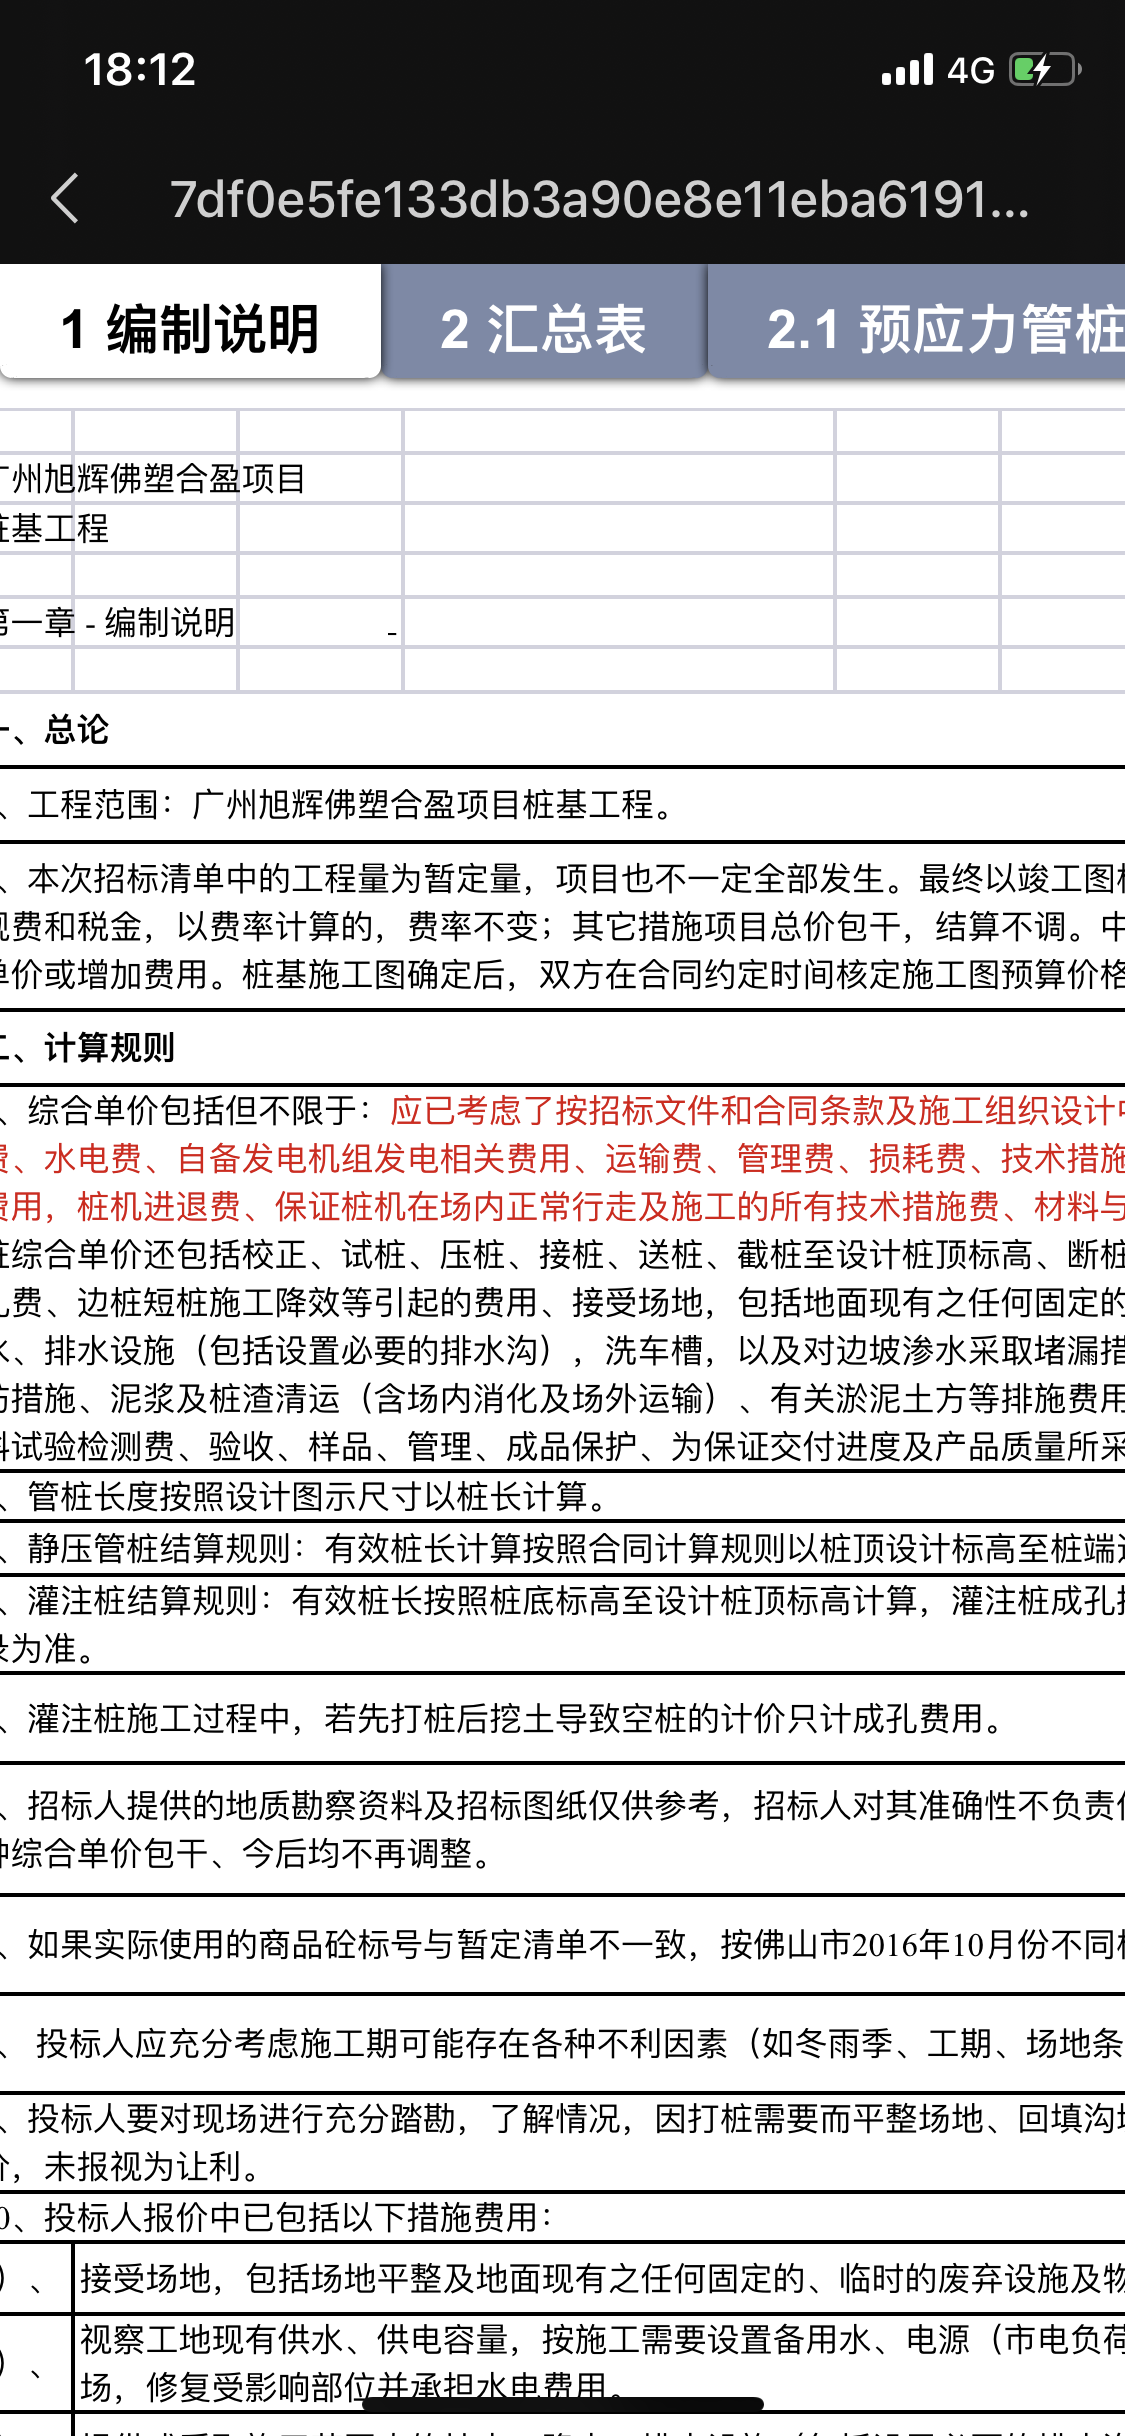 18:12
4G
7df0e5fe133db3a90e8e11eba6191...
1 编制说明
2 汇总表
2.1 预应力管桩
广州旭辉佛塑合盈项目
桩基工程
第一章 - 编制说明
-
一、总论
、工程范围：广州旭辉佛塑合盈项目桩基工程。
、本次招标清单中的工程量为暂定量，项目也不一定全部发生。最终以竣工图
规费和税金，以费率计算的，费率不变；其它措施项目总价包干，结算不调。中
单价或增加费用。桩基施工图确定后，双方在合同约定时间核定施工图预算价格
二、计算规则
、综合单价包括但不限于：应已考虑了按招标文件和合同条款及施工组织设计中
费、水电费、自备发电机组发电相关费用、运输费、管理费、损耗费、技术措施
费用，桩机进退费、保证桩机在场内正常行走及施工的所有技术措施费、材料与
桩综合单价还包括校正、试桩、压桩、接桩、送桩、截桩至设计桩顶标高、断桩
孔费、边桩短桩施工降效等引起的费用、接受场地，包括地面现有之任何固定的
水、排水设施（包括设置必要的排水沟），洗车槽，以及对边坡渗水采取堵漏措
防措施、泥浆及桩渣清运（含场内消化及场外运输）、有关淤泥土方等排施费用
料试验检测费、验收、样品、管理、成品保护、为保证交付进度及产品质量所采
、管桩长度按照设计图示尺寸以桩长计算。
、静压管桩结算规则：有效桩长计算按照合同计算规则以桩顶设计标高至桩端
、灌注桩结算规则：有效桩长按照桩底标高至设计桩顶标高计算，灌注桩成孔
录为准。
、灌注桩施工过程中，若先打桩后挖土导致空桩的计价只计成孔费用。
、招标人提供的地质勘察资料及招标图纸仅供参考，招标人对其准确性不负责任
种综合单价包干、今后均不再调整。
、如果实际使用的商品砼标号与暂定清单不一致，按佛山市2016年10月份不同
、 投标人应充分考虑施工期可能存在各种不利因素（如冬雨季、工期、场地条
、投标人要对现场进行充分踏勘，了解情况，因打桩需要而平整场地、回填沟
价，未报视为让利。
0、投标人报价中已包括以下措施费用：
）、 接受场地，包括场地平整及地面现有之任何固定的、临时的废弃设施及物
）、 视察工地现有供水、供电容量，按施工需要设置备用水、电源（市电负荷
场，修复受影响部位并承担水电费用。